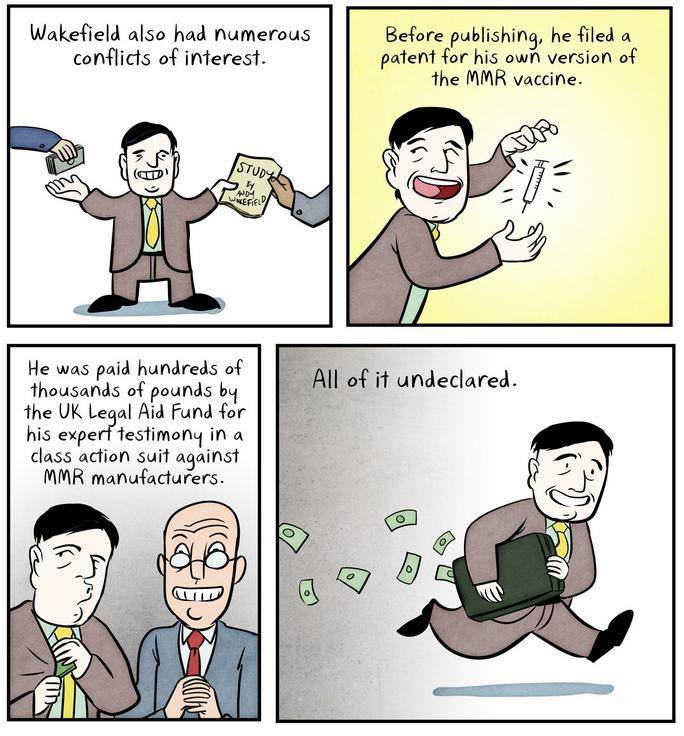 Wakefield also had numerous
conflicts of interest.
STUDY
By
ANDY
WAKEFIELD
Before publishing, he filed a
patent for his own version of
the MMR vaccine.
He was paid hundreds of
thousands of pounds by
the UK Legal Aid Fund for
his expert testimony in a
class action suit against
MMR manufacturers.
All of it undeclared.